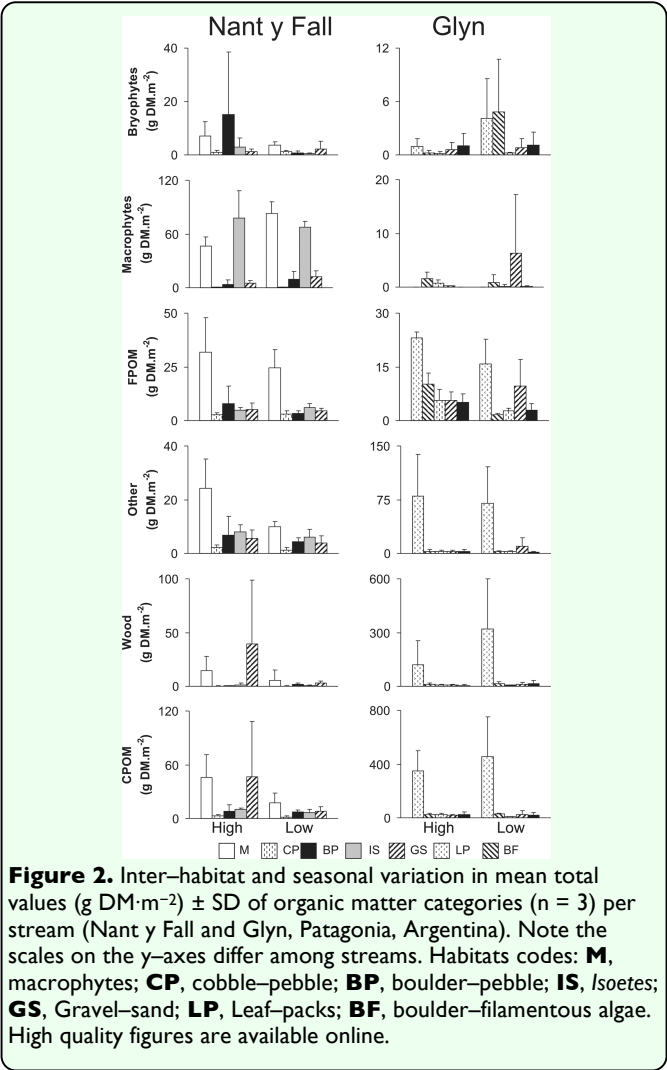 Nant y Fall Glyn
Bryophytes
(g DM.m-2)
40
20
0
12
6
0
Macrophytes
(g DM.m-2)
120
60
0
20
10
0
FPOM
(g DM.m-2)
50
25
0
30
15
0
Other
(g DM.m-2)
40
20
0
150
75
0
Wood
(g DM.m-2)
100
50
0
600
300
0
CPOM
(g DM.m-2)
120
60
0
800
400
0
High Low High Low
M CP BP IS GS LP BF
Figure 2. Inter–habitat and seasonal variation in mean total
values (g DM·m−2) ± SD of organic matter categories (n = 3) per
stream (Nant y Fall and Glyn, Patagonia, Argentina). Note the
scales on the y–axes differ among streams. Habitats codes: M,
macrophytes; CP, cobble–pebble; BP, boulder–pebble; IS, Isoetes;
GS, Gravel–sand; LP, Leaf–packs; BF, boulder–filamentous algae.
High quality figures are available online.